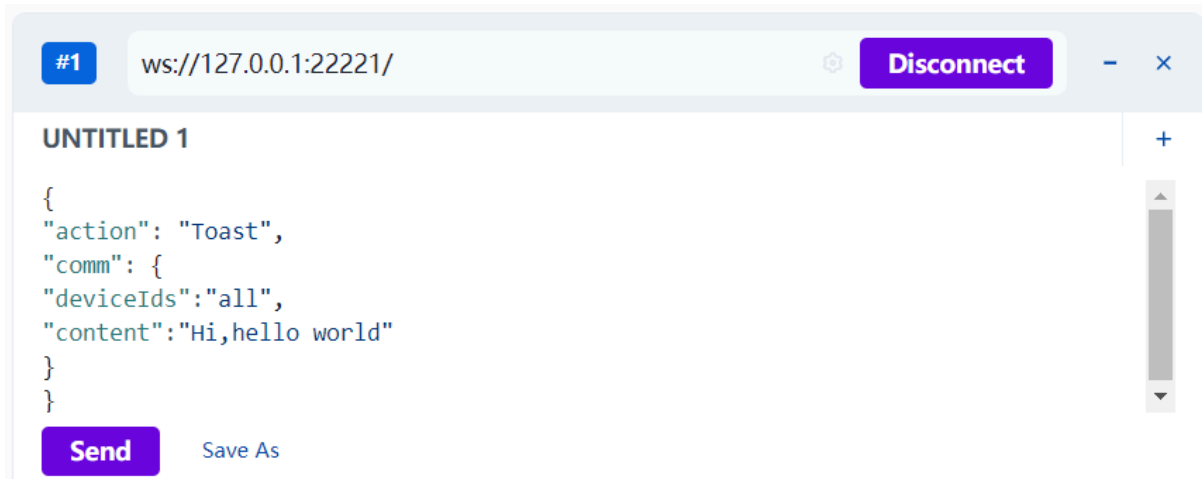 #1 ws://127.0.0.1:22221/ Disconnect - ×
UNTITLED 1 +
{
"action": "Toast",
"comm": {
"deviceIds":"all",
"content":"Hi,hello world"
}
}
Send Save As